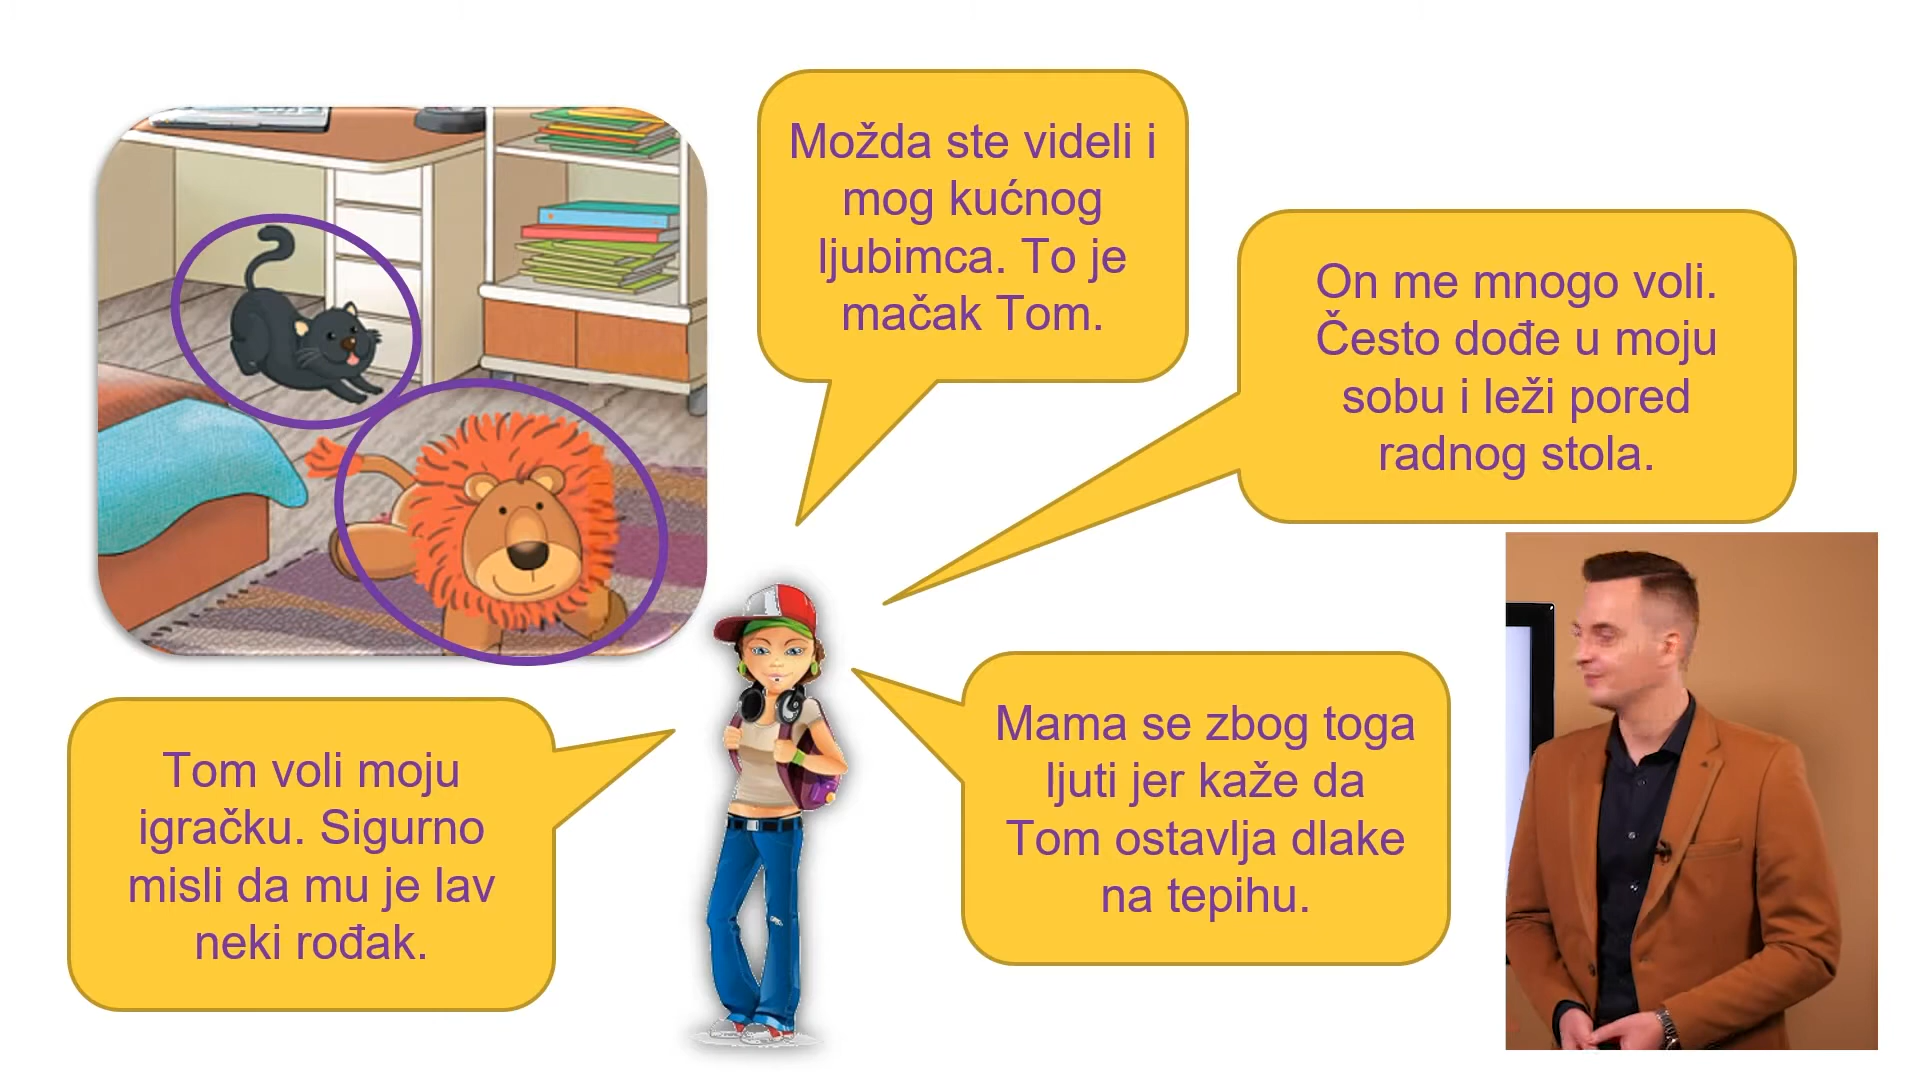 Možda ste videli i
mog kućnog
ljubimca. To je
mačak Tom.
On me mnogo voli.
Često dođe u moju
sobu i leži pored
radnog stola.
Mama se zbog toga
ljuti jer kaže da
Tom ostavlja dlake
na tepihu.
Tom voli moju
igračku. Sigurno
misli da mu je lav
neki rođak.